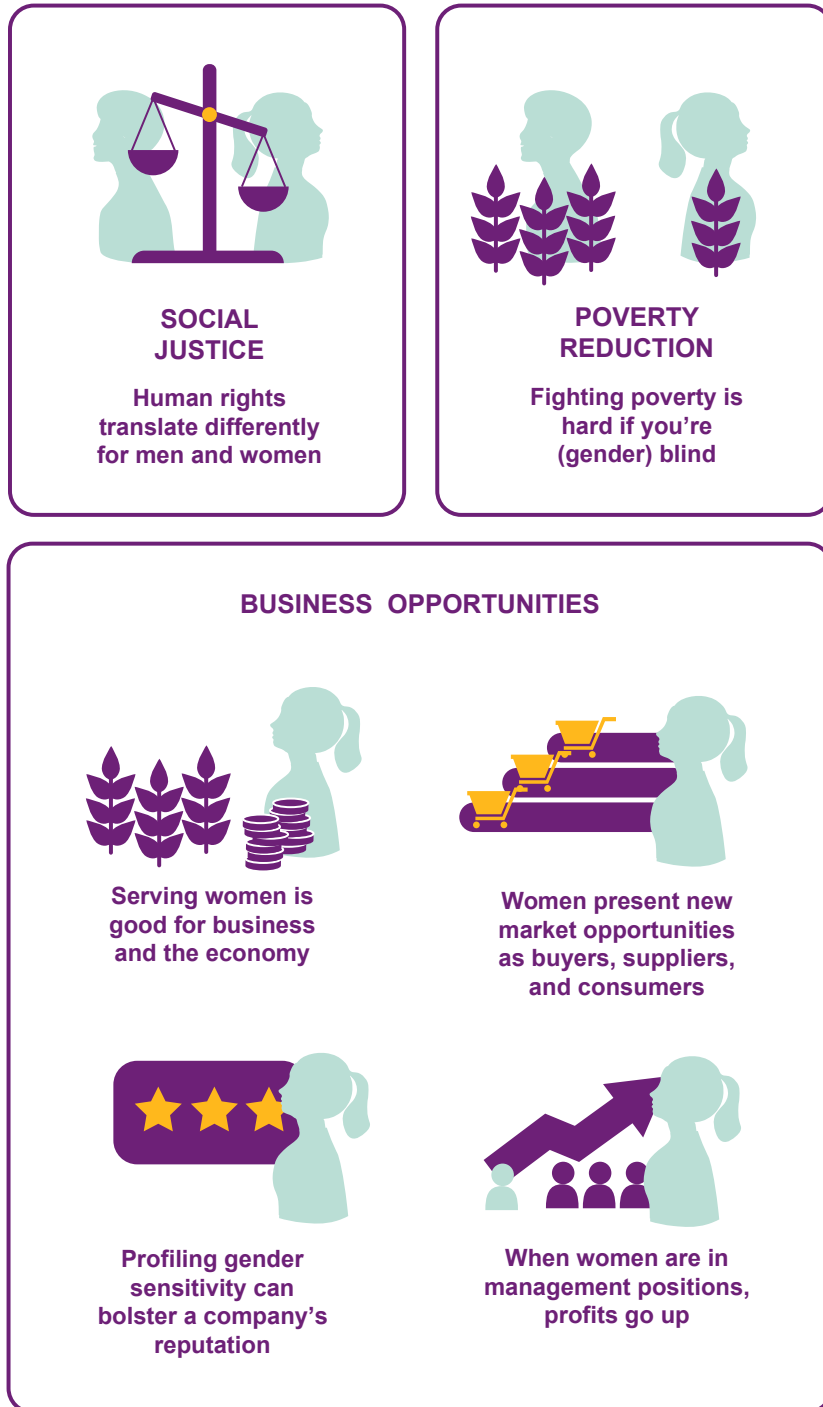 SOCIAL
JUSTICE
Human rights
translate differently
for men and women
POVERTY
REDUCTION
Fighting poverty is
hard if you’re
(gender) blind
BUSINESS OPPORTUNITIES
Serving women is
good for business
and the economy
Women present new
market opportunities
as buyers, suppliers,
and consumers
Profiling gender
sensitivity can
bolster a company’s
reputation
When women are in
management positions,
profits go up